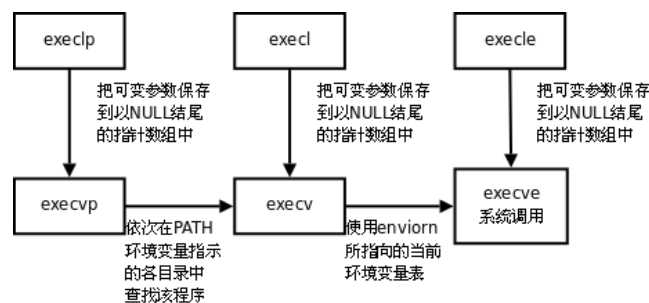 execlp
execl
execle
把可变参数保存
到以NULL结尾
的指针数组中
把可变参数保存
到以NULL结尾
的指针数组中
把可变参数保存
到以NULL结尾
的指针数组中
execvp
execv
execve
系统调用
依次在PATH
环境变量指示
的各目录中
查找该程序
使用enviorn
所指向的当前
环境变量表